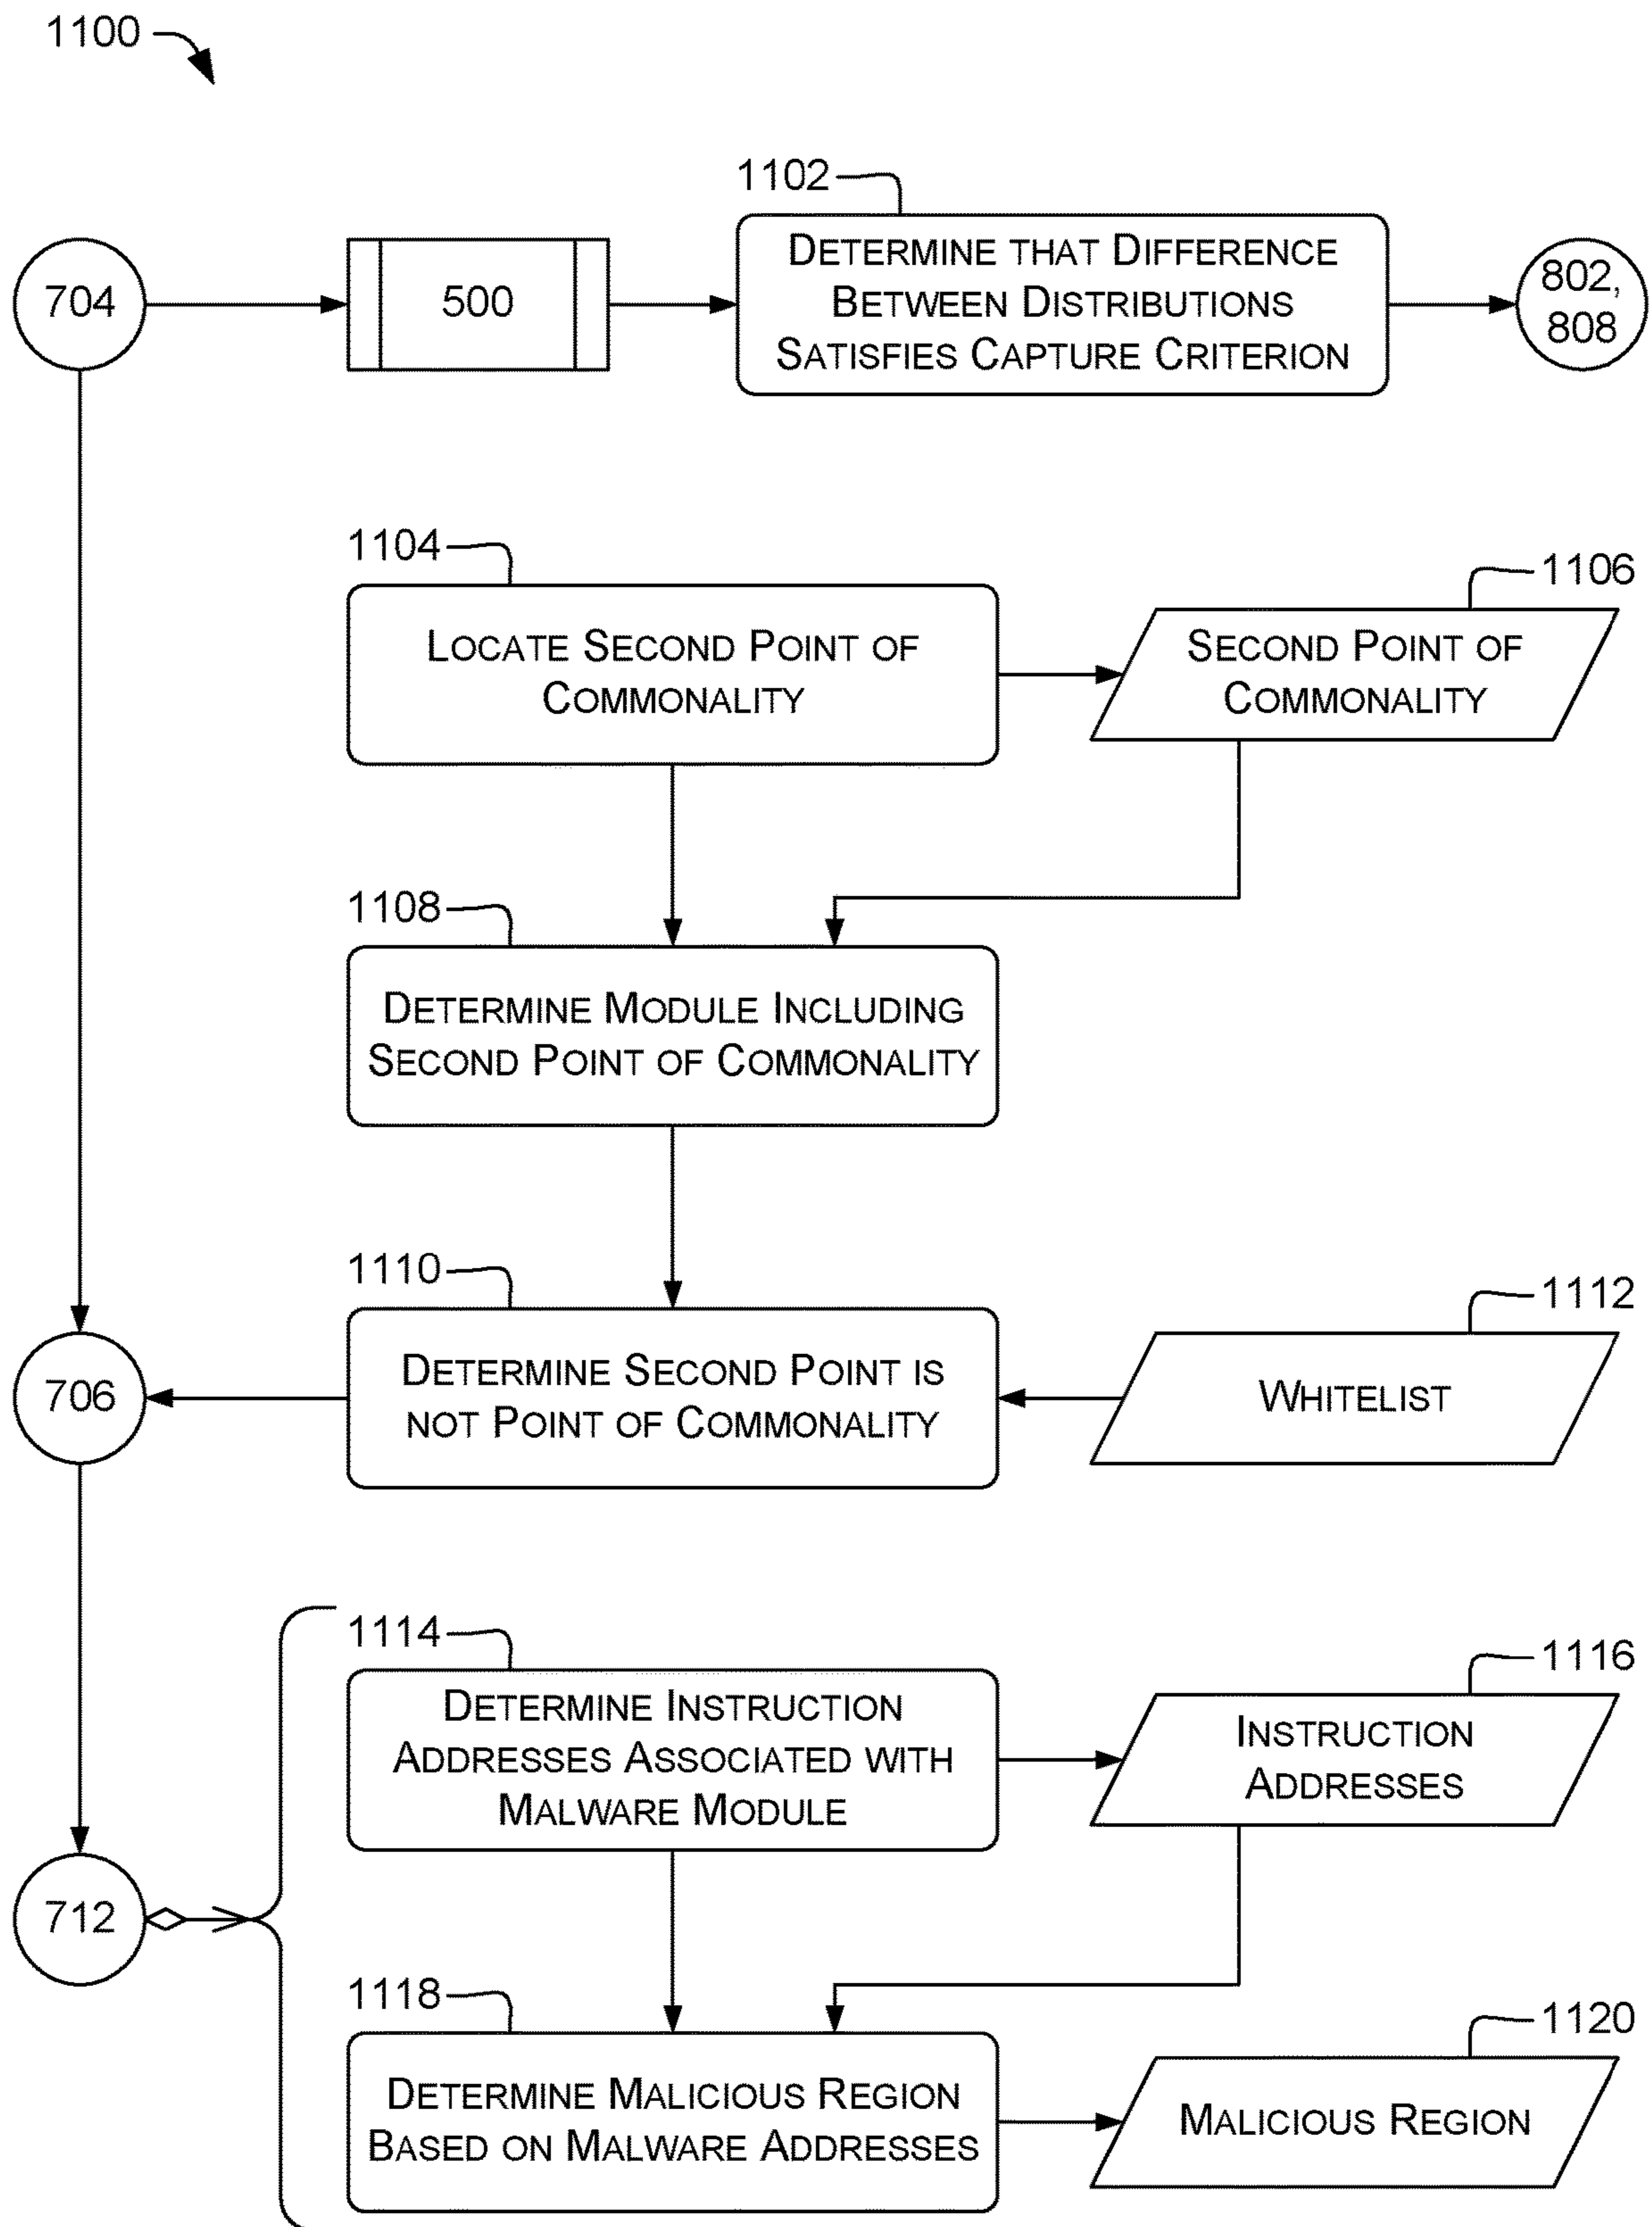 1100
1102
704
500
DETERMINE THAT DIFFERENCE
BETWEEN DISTRIBUTIONS
SATISFIES CAPTURE CRITERION
802,
808
1104
1106
LOCATE SECOND POINT OF
COMMONALITY
SECOND POINT OF
COMMONALITY
1108
DETERMINE MODULE INCLUDING
SECOND POINT OF COMMONALITY
1110
1112
706
DETERMINE SECOND POINT IS
NOT POINT OF COMMONALITY
WHITELIST
1114
1116
DETERMINE INSTRUCTION
ADDRESSES ASSOCIATED WITH
MALWARE MODULE
INSTRUCTION
ADDRESSES
712
1118
1120
DETERMINE MALICIOUS REGION
BASED ON MALWARE ADDRESSES
MALICIOUS REGION